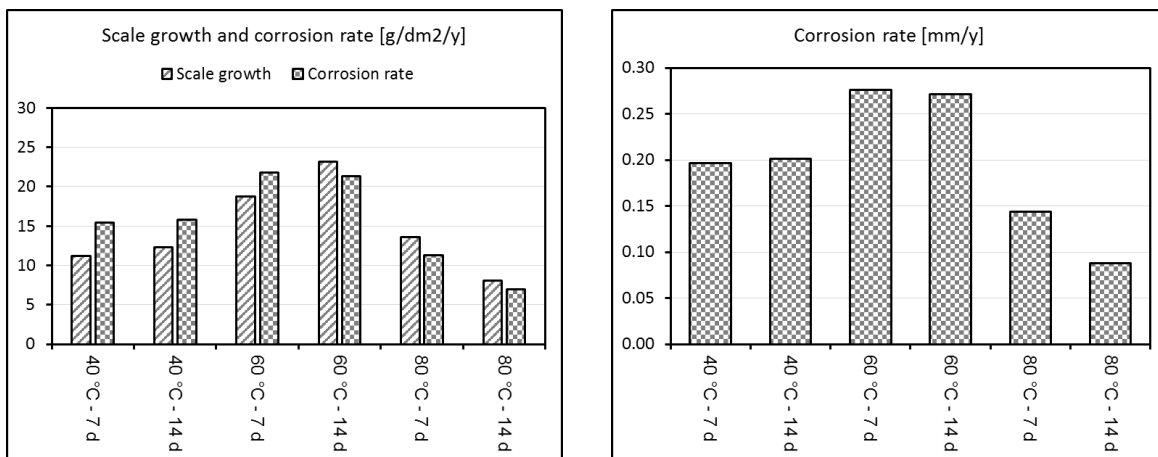 Scale growth and corrosion rate [g/dm2/y]
Scale growth Corrosion rate
30
25
20
15
10
5
0
40 °C - 7 d
40 °C - 14 d
60 °C - 7 d
60 °C - 14 d
80 °C - 7 d
80 °C - 14 d
Corrosion rate [mm/y]
0.30
0.25
0.20
0.15
0.10
0.05
0.00
40 °C - 7 d
40 °C - 14 d
60 °C - 7 d
60 °C - 14 d
80 °C - 7 d
80 °C - 14 d